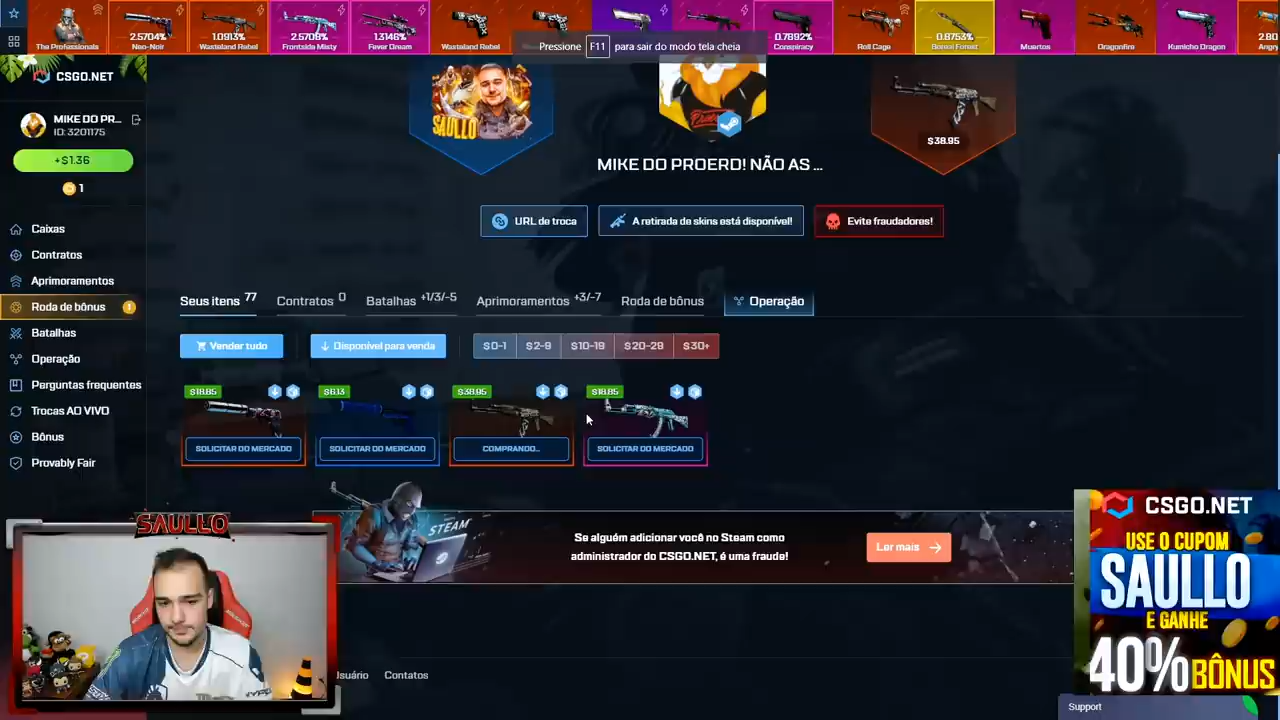 The Professionals
2.5704%
Neo-Noir
1.0913%
Wasteland Rebel
2.5708%
Frontside Misty
1.3146%
Fever Dream
Wasteland Rebel
0.7892%
Conspiracy
Roll Cage
0.8753%
Boreal Forest
Muertos
Dragonfire
Kumicho Dragon
2.80
Angry
Pressione F11 para sair do modo tela cheia
CSGO.NET
MIKE DO PR...
ID: 3201175
+$1.36
1
Caixas
Contratos
Aprimoramentos
Roda de bônus 1
Batalhas
Operação
Perguntas frequentes
Trocas AO VIVO
Bônus
Provably Fair
SAULLO
$38.95
MIKE DO PROERD! NÃO AS ...
URL de troca
A retirada de skins está disponível!
Evite fraudadores!
Seus itens 77
Contratos 0
Batalhas +1/3/-5
Aprimoramentos +3/-7
Roda de bônus
Operação
Vender tudo
Disponível para venda
$0-1
$2-9
$10-19
$20-29
$30+
$18.85
$6.13
$38.95
$18.85
SOLICITAR DO MERCADO
SOLICITAR DO MERCADO
COMPRANDO...
SOLICITAR DO MERCADO
STEAM
Se alguém adicionar você no Steam como
administrador do CSGO.NET, é uma fraude!
Ler mais
SAULLO
suário
Contatos
CSGO.NET
USE O CUPOM
SAULLO
E GANHE
40% BÔNUS
Support